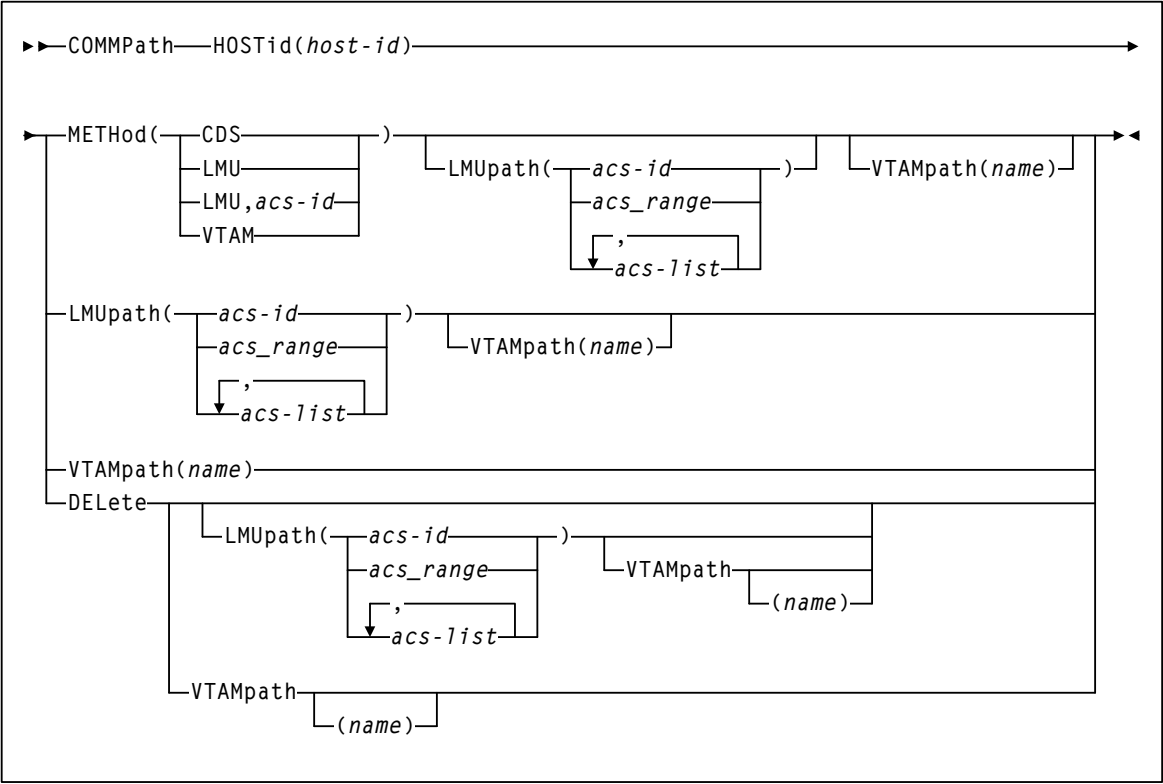 COMMPath HOSTid(host-id)
METHod( CDS )
LMU
LMU,acs-id
VTAM
LMUpath( acs-id )
acs_range
,
acs-list
VTAMpath(name)
LMUpath( acs-id )
acs_range
,
acs-list
VTAMpath(name)
VTAMpath(name)
DELete
LMUpath( acs-id )
acs_range
,
acs-list
VTAMpath
(name)
VTAMpath
(name)